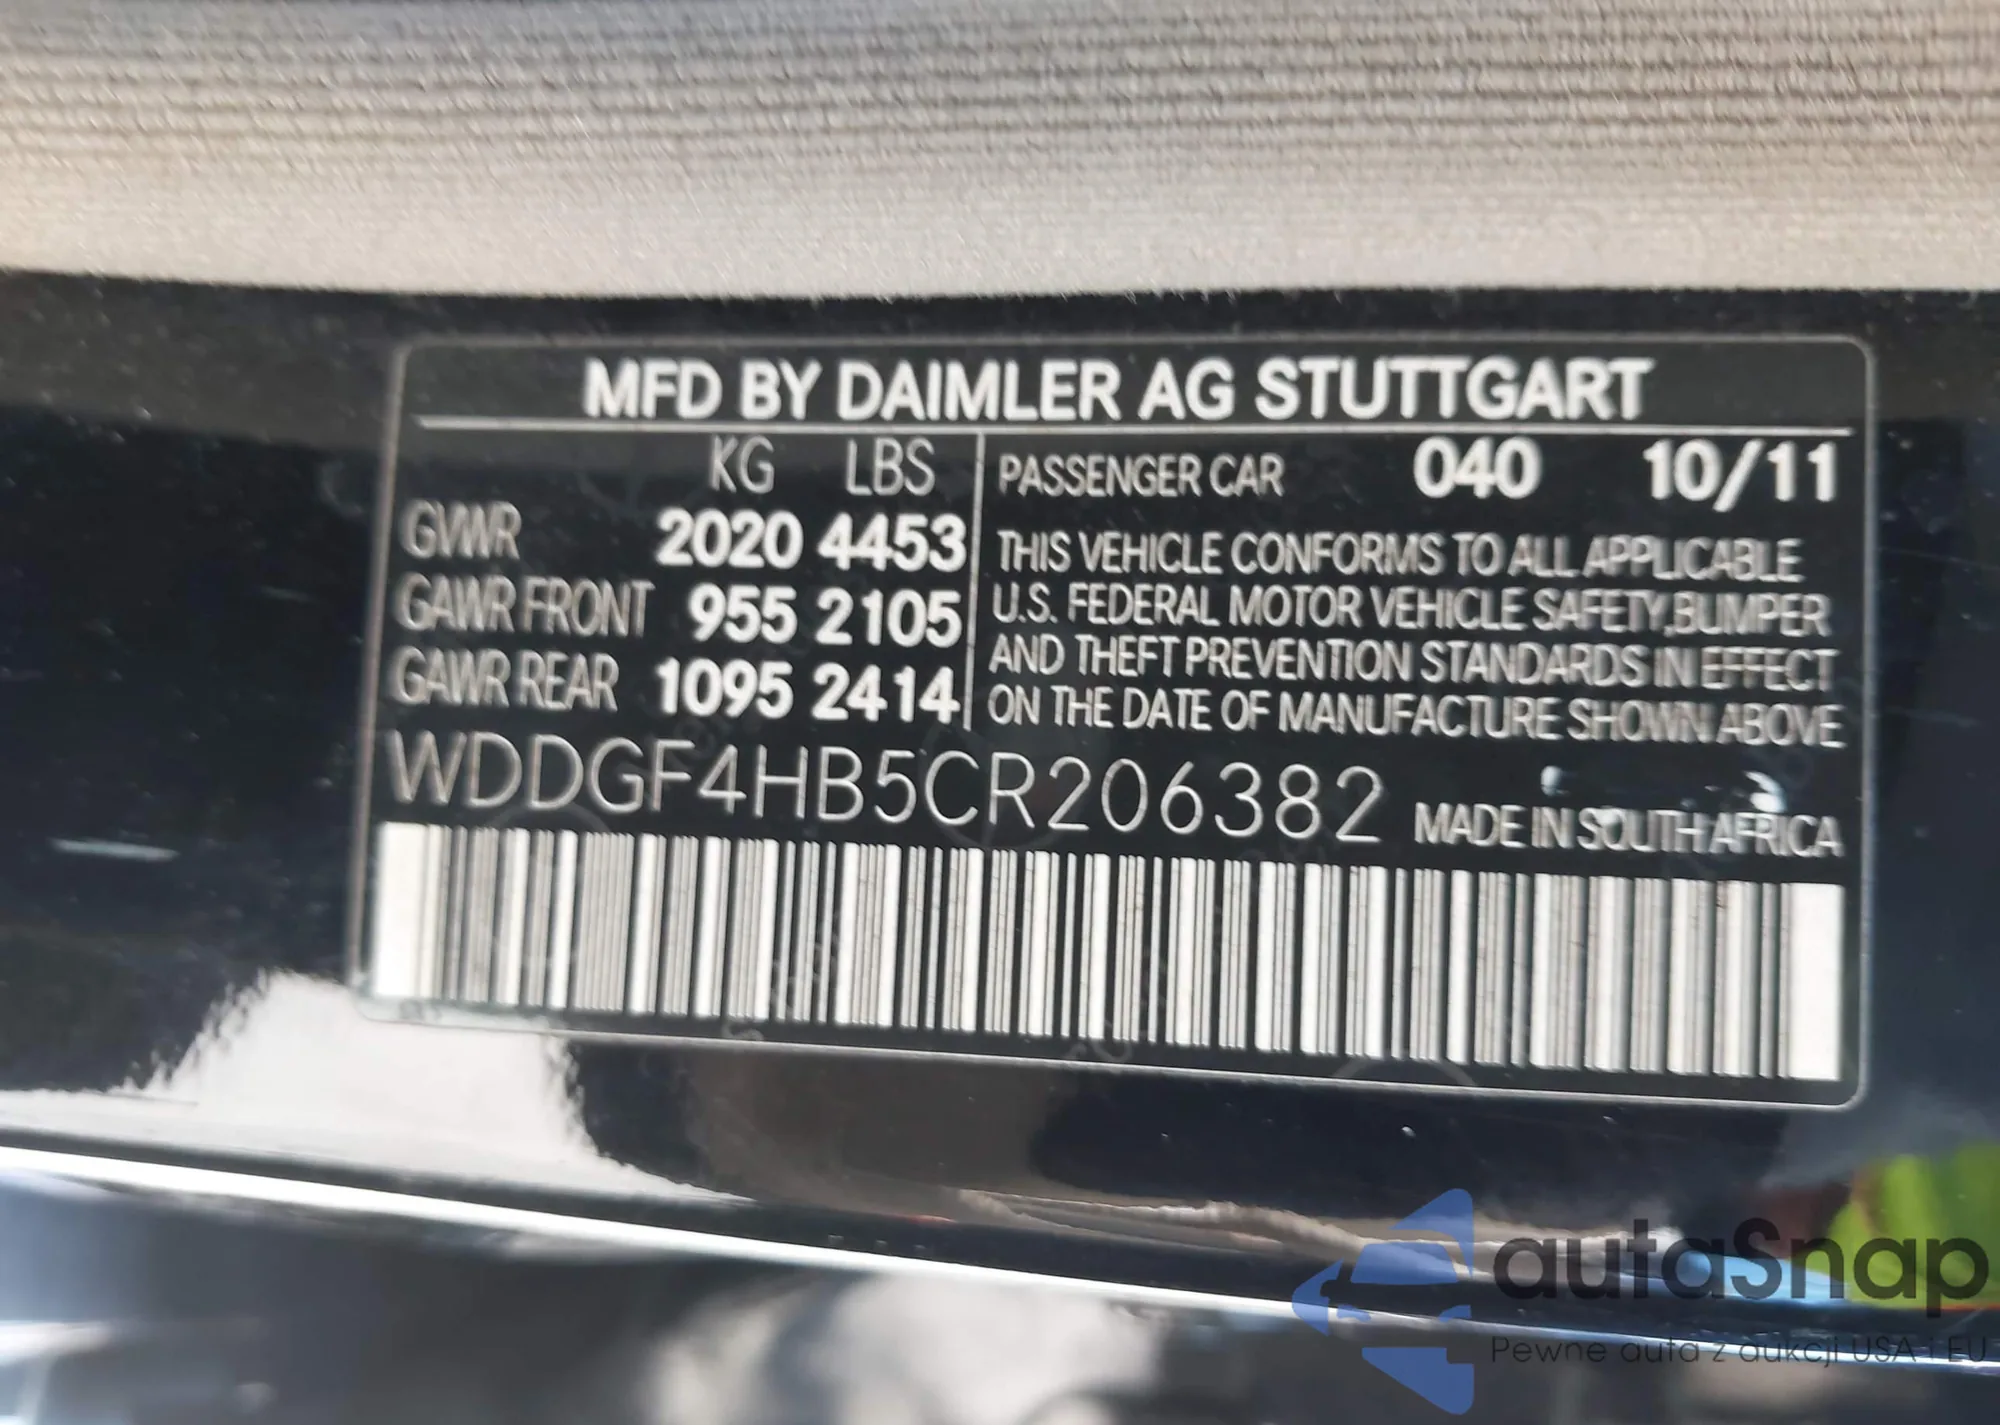 MFD BY DAIMLER AG STUTTGART
KG LBS
GVWR 2020 4453
GAWR FRONT 955 2105
GAWR REAR 1095 2414
PASSENGER CAR 040 10/11
THIS VEHICLE CONFORMS TO ALL APPLICABLE
U.S. FEDERAL MOTOR VEHICLE SAFETY,BUMPER
AND THEFT PREVENTION STANDARDS IN EFFECT
ON THE DATE OF MANUFACTURE SHOWN ABOVE
WDDGF4HB5CR206382 MADE IN SOUTH AFRICA
autaSnap
Pewne auta z aukcji USA i EU